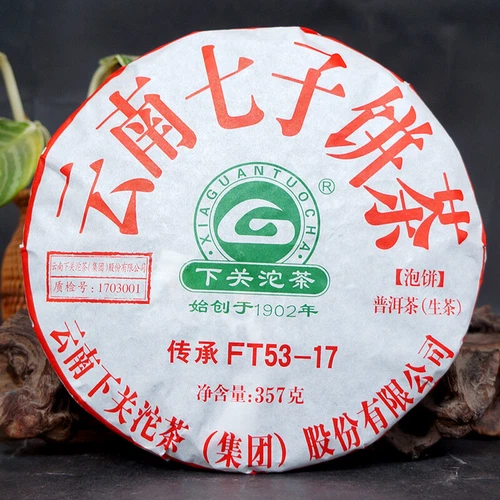 云南七子饼茶
XIAGUANTUOCHA
®
下关沱茶
始创于1902年
云南下关沱茶(集团)股份有限公司
质检号:1703001
【泡饼】
普洱茶(生茶)
传承 FT53-17
净含量:357克
云南下关沱茶(集团)股份有限公司